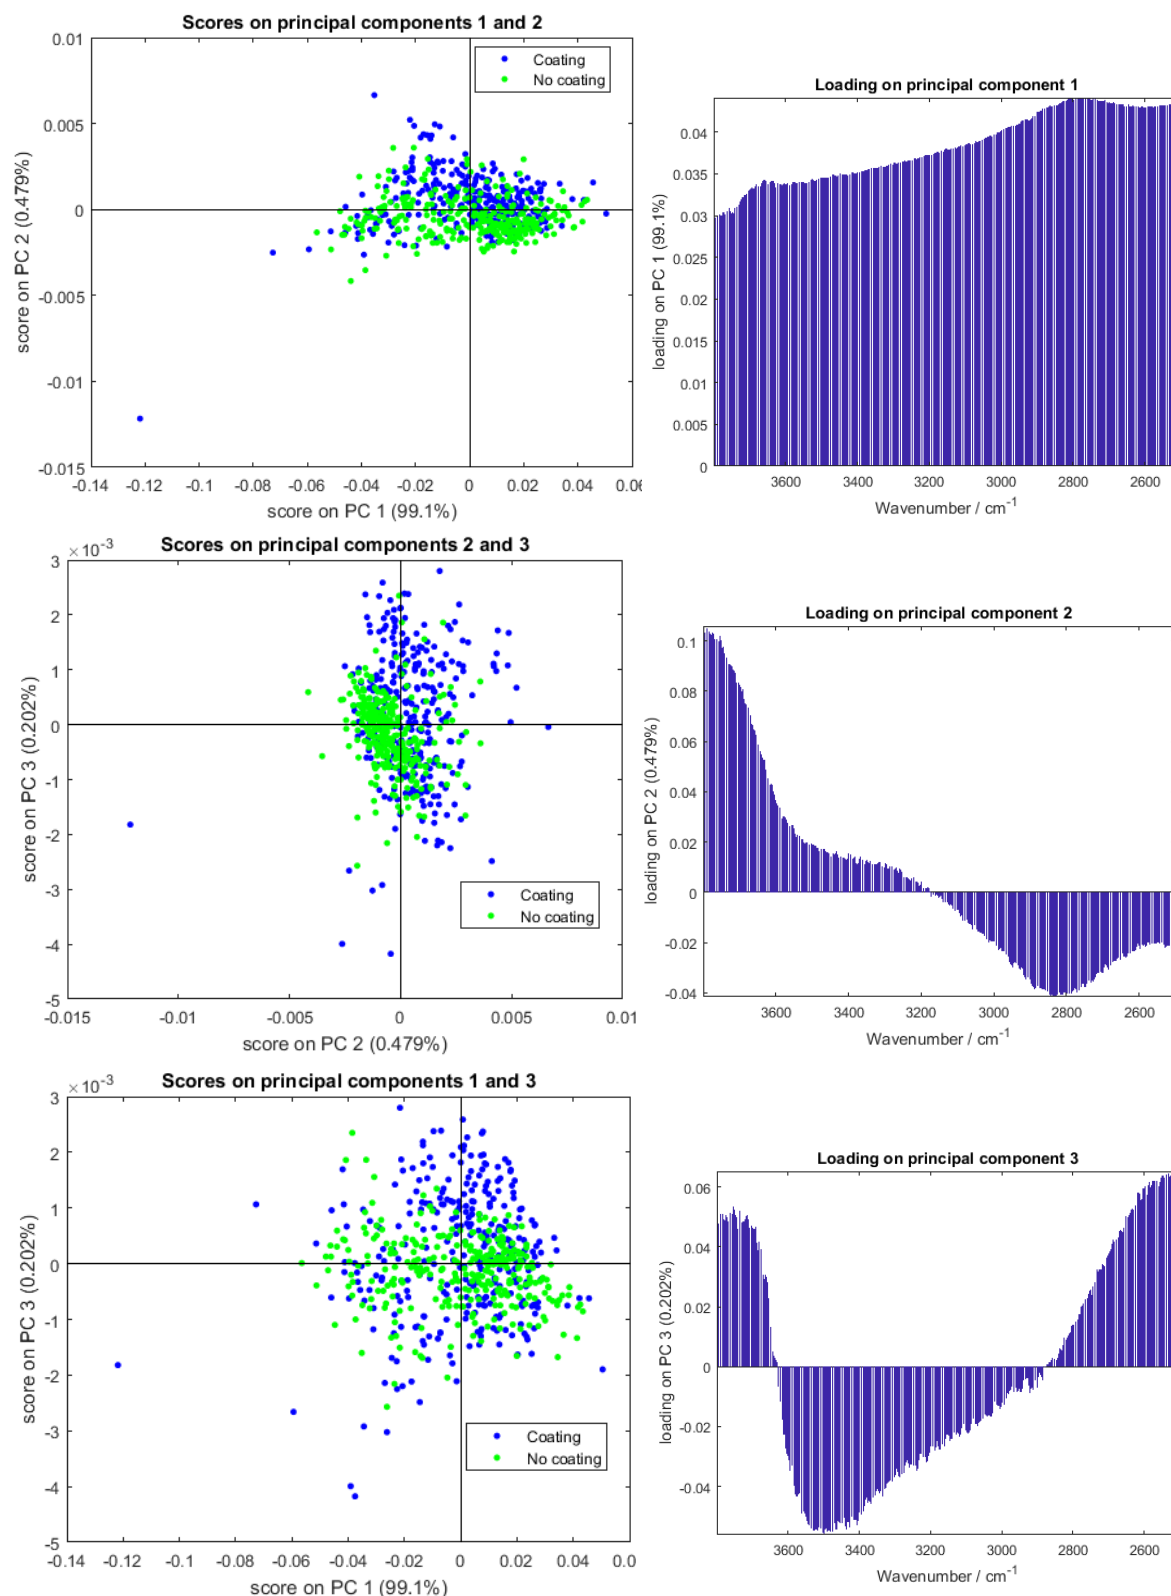 Scores on principal components 1 and 2
0.01
0.005
0
-0.005
-0.01
-0.015
score on PC 2 (0.479%)
Coating
No coating
-0.14 -0.12 -0.1 -0.08 -0.06 -0.04 -0.02 0 0.02 0.04
score on PC 1 (99.1%)
Loading on principal component 1
0.04
0.035
0.03
0.025
0.02
0.015
0.01
0.005
0
loading on PC 1 (99.1%)
3600 3400 3200 3000 2800 2600
Wavenumber / cm-1
Scores on principal components 2 and 3
×10-3
3
2
1
0
-1
-2
-3
-4
-5
score on PC 3 (0.202%)
Coating
No coating
-0.015 -0.01 -0.005 0 0.005 0.01
score on PC 2 (0.479%)
Loading on principal component 2
0.1
0.08
0.06
0.04
0.02
0
-0.02
-0.04
loading on PC 2 (0.479%)
3600 3400 3200 3000 2800 2600
Wavenumber / cm-1
Scores on principal components 1 and 3
×10-3
3
2
1
0
-1
-2
-3
-4
-5
score on PC 3 (0.202%)
Coating
No coating
-0.14 -0.12 -0.1 -0.08 -0.06 -0.04 -0.02 0 0.02 0.04
score on PC 1 (99.1%)
Loading on principal component 3
0.06
0.04
0.02
0
-0.02
-0.04
loading on PC 3 (0.202%)
3600 3400 3200 3000 2800 2600
Wavenumber / cm-1